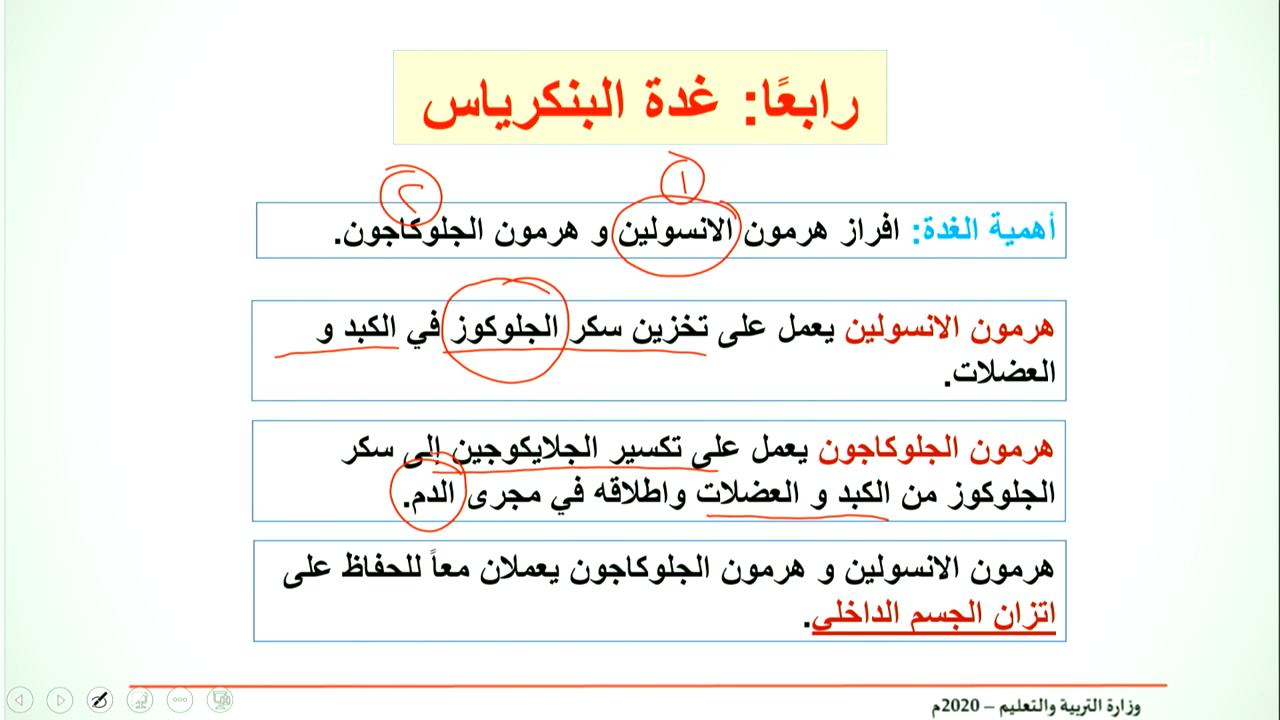 رابعًا: غدة البنكرياس
١
٢
أهمية الغدة: افراز هرمون الانسولين و هرمون الجلوكاجون.
هرمون الانسولين يعمل على تخزين سكر الجلوكوز في الكبد و
العضلات.
هرمون الجلوكاجون يعمل على تكسير الجلايكوجين إلى سكر
الجلوكوز من الكبد و العضلات واطلاقه في مجرى الدم.
هرمون الانسولين و هرمون الجلوكاجون يعملان معاً للحفاظ على
اتزان الجسم الداخلي.
وزارة التربية والتعليم – 2020م